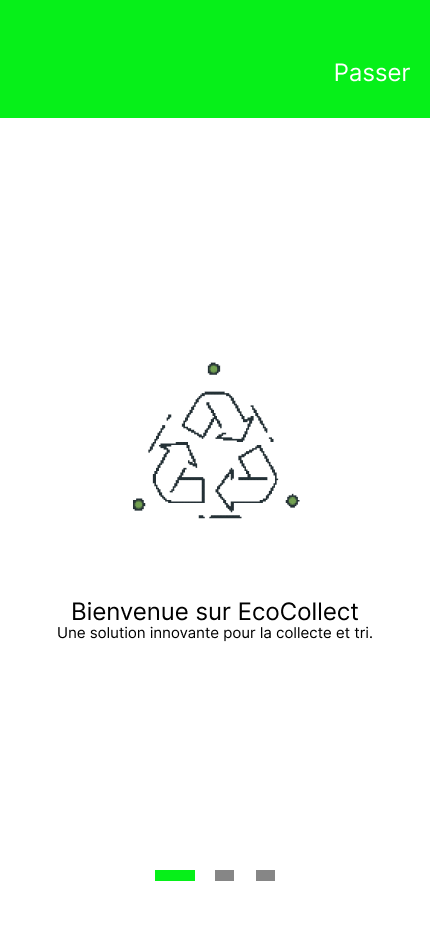 Passer
Bienvenue sur EcoCollect
Une solution innovante pour la collecte et tri.